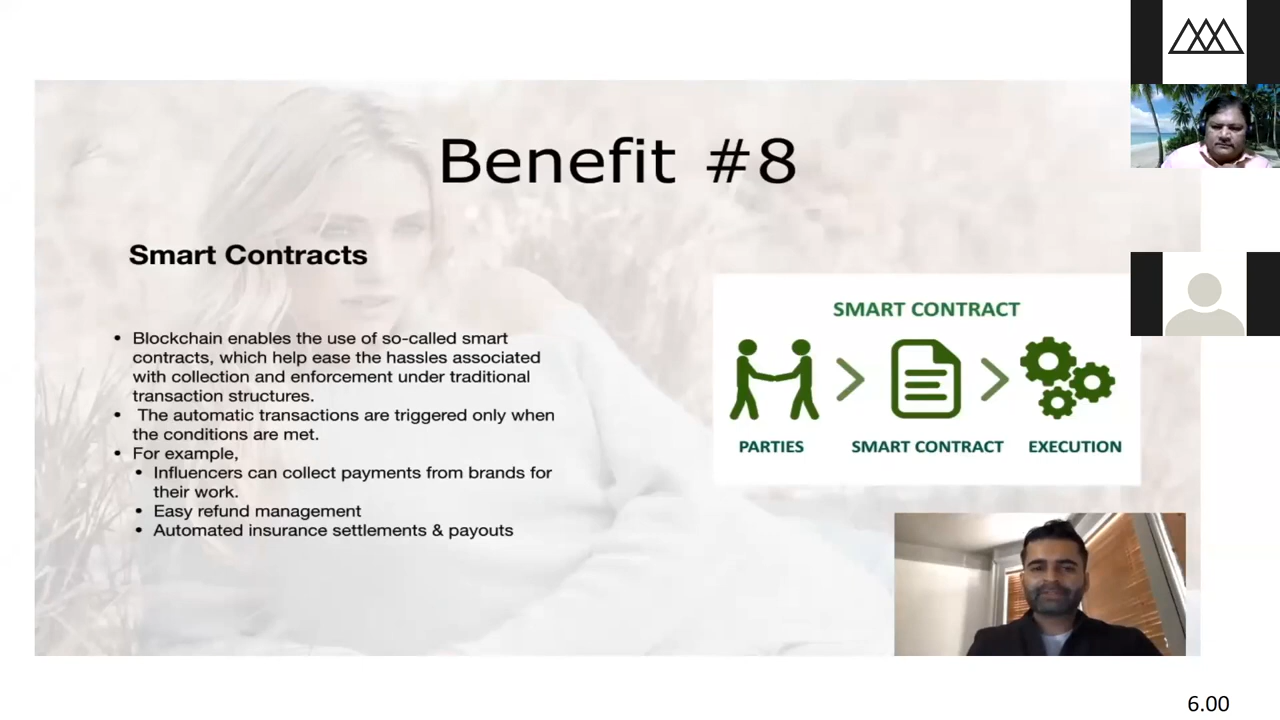 Benefit #8
Smart Contracts
• Blockchain enables the use of so-called smart
contracts, which help ease the hassles associated
with collection and enforcement under traditional
transaction structures.
• The automatic transactions are triggered only when
the conditions are met.
• For example,
• Influencers can collect payments from brands for
their work.
• Easy refund management
• Automated insurance settlements & payouts
SMART CONTRACT
PARTIES
SMART CONTRACT
EXECUTION
6.00